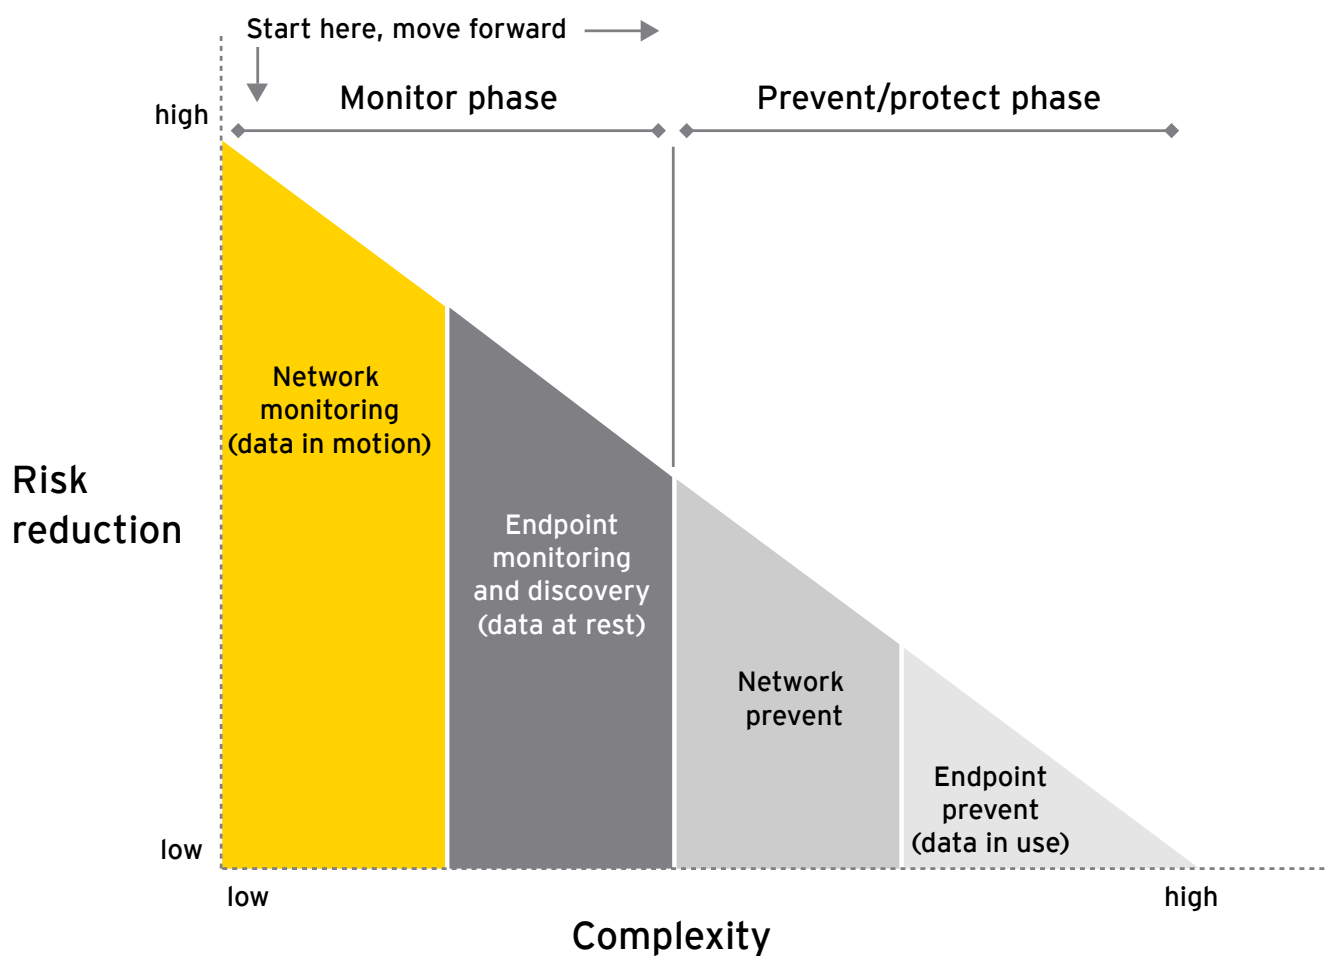 Start here, move forward
Monitor phase
Prevent/protect phase
high
Network
monitoring
(data in motion)
Risk
reduction
Endpoint
monitoring
and discovery
(data at rest)
Network
prevent
Endpoint
prevent
(data in use)
low
low
high
Complexity